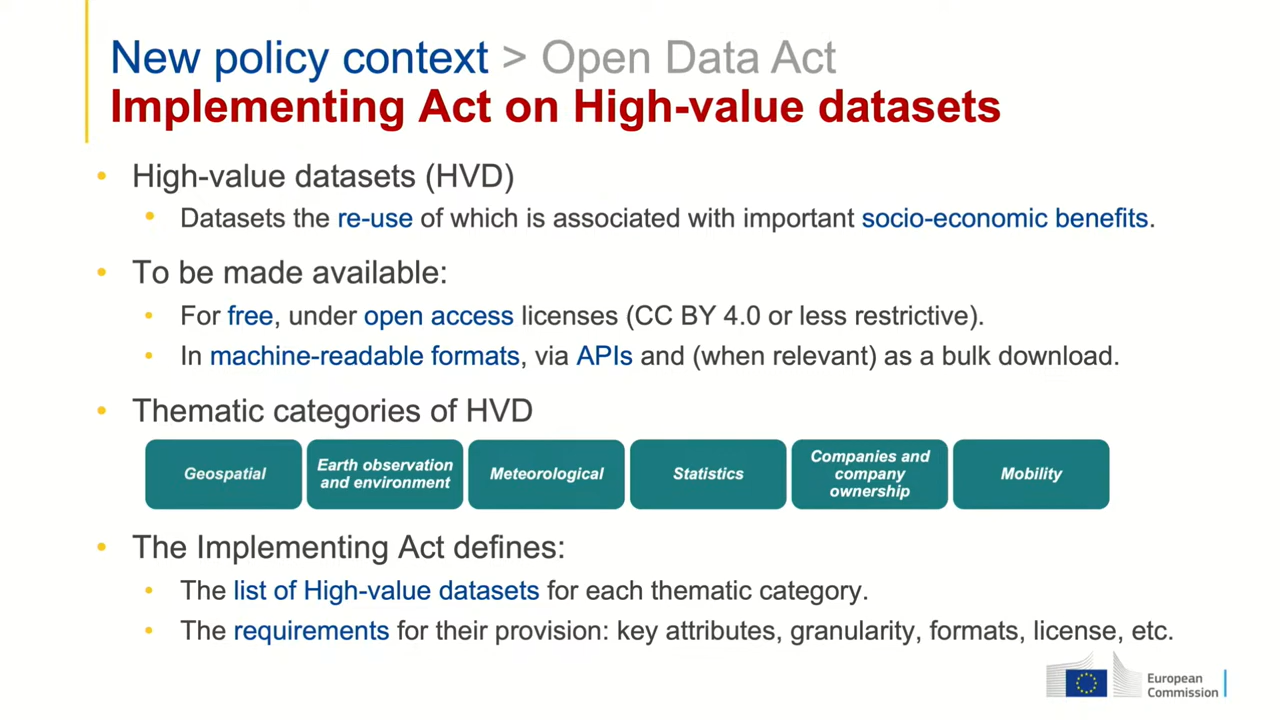 New policy context > Open Data Act
Implementing Act on High-value datasets
• High-value datasets (HVD)
• Datasets the re-use of which is associated with important socio-economic benefits.
• To be made available:
• For free, under open access licenses (CC BY 4.0 or less restrictive).
• In machine-readable formats, via APIs and (when relevant) as a bulk download.
• Thematic categories of HVD
Geospatial
Earth observation
and environment
Meteorological
Statistics
Companies and
company
ownership
Mobility
• The Implementing Act defines:
• The list of High-value datasets for each thematic category.
• The requirements for their provision: key attributes, granularity, formats, license, etc.
European
Commission